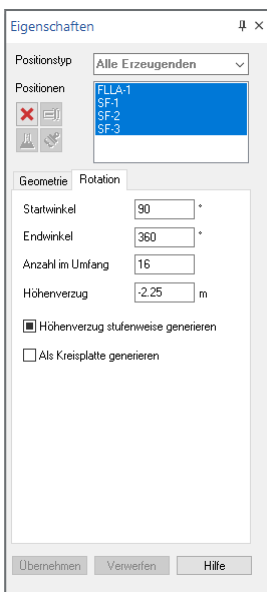 Eigenschaften
Positionstyp Alle Erzeugenden
Positionen FLLA-1
SF-1
SF-2
SF-3
Geometrie Rotation
Startwinkel 90 °
Endwinkel 360 °
Anzahl im Umfang 16
Höhenverzug -2.25 m
Höhenverzug stufenweise generieren
Als Kreisplatte generieren
Übernehmen Verwerfen Hilfe